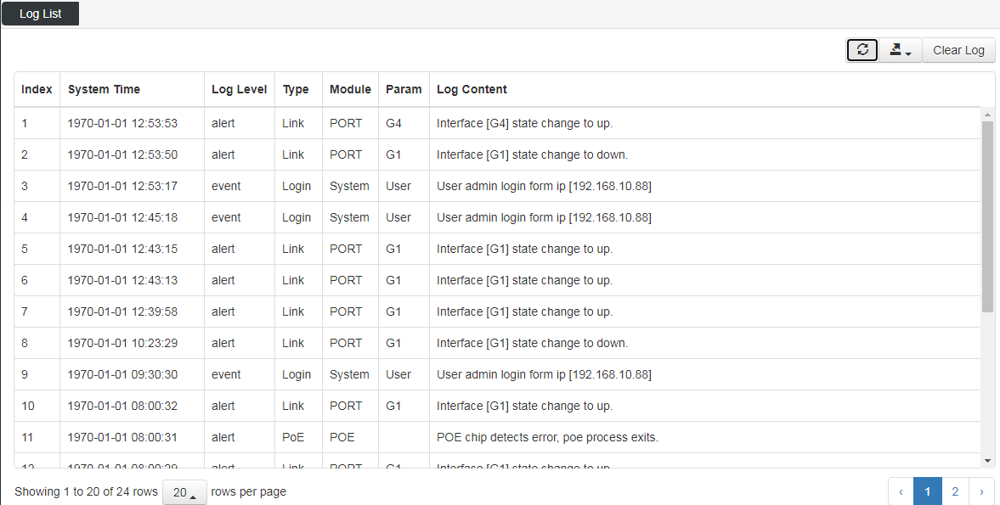 Log List
Clear Log
Index System Time Log Level Type Module Param Log Content
1 1970-01-01 12:53:53 alert Link PORT G4 Interface [G4] state change to up.
2 1970-01-01 12:53:50 alert Link PORT G1 Interface [G1] state change to down.
3 1970-01-01 12:53:17 event Login System User User admin login form ip [192.168.10.88]
4 1970-01-01 12:45:18 event Login System User User admin login form ip [192.168.10.88]
5 1970-01-01 12:43:15 alert Link PORT G1 Interface [G1] state change to up.
6 1970-01-01 12:43:13 alert Link PORT G1 Interface [G1] state change to up.
7 1970-01-01 12:39:58 alert Link PORT G1 Interface [G1] state change to up.
8 1970-01-01 10:23:29 alert Link PORT G1 Interface [G1] state change to down.
9 1970-01-01 09:30:30 event Login System User User admin login form ip [192.168.10.88]
10 1970-01-01 08:00:32 alert Link PORT G1 Interface [G1] state change to up.
11 1970-01-01 08:00:31 alert PoE POE POE chip detects error, poe process exits.
12 1970-01-01 08:00:29 alert Link PORT G1 Interface [G1] state change to up.
Showing 1 to 20 of 24 rows 20 rows per page ‹ 1 2 ›